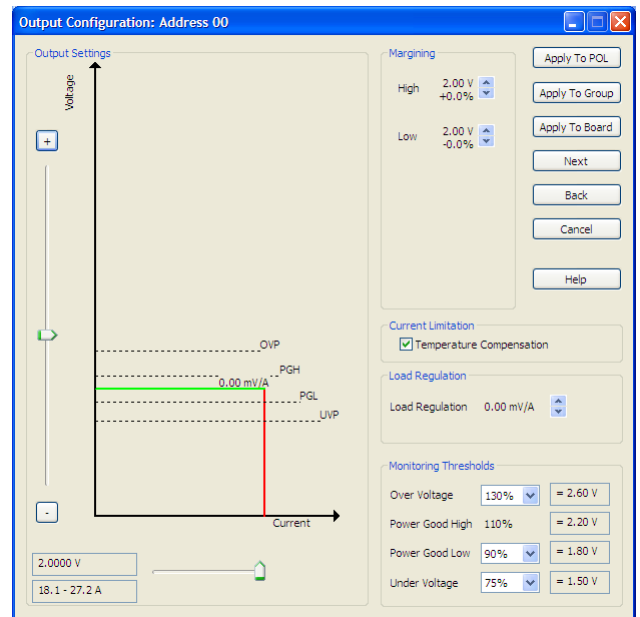 Output Configuration: Address 00
Output Settings
Voltage
+
OVP
PGH
0.00 mV/A
PGL
UVP
-
Current
2.0000 V
18.1 - 27.2 A
Margining
High 2.00 V
+0.0%
Low 2.00 V
-0.0%
Apply To POL
Apply To Group
Apply To Board
Next
Back
Cancel
Help
Current Limitation
Temperature Compensation
Load Regulation
Load Regulation 0.00 mV/A
Monitoring Thresholds
Over Voltage 130% = 2.60 V
Power Good High 110% = 2.20 V
Power Good Low 90% = 1.80 V
Under Voltage 75% = 1.50 V